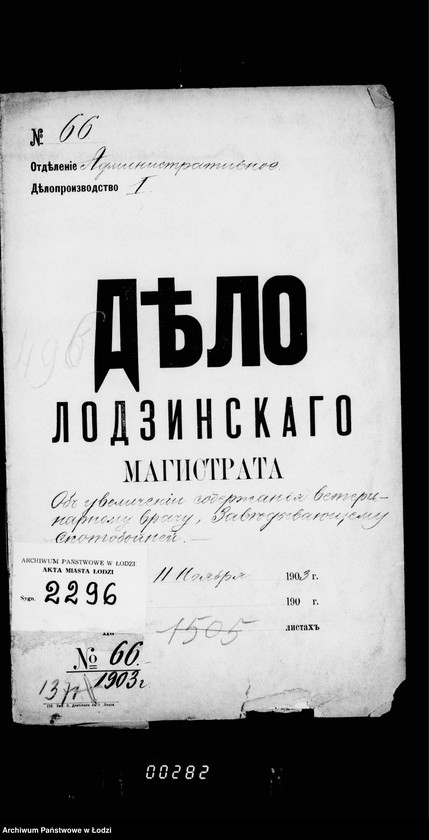 № 66
Отдѣленіе Административное.
Дѣлопроизводство I.
496
ДѢЛО
ЛОДЗИНСКАГО
МАГИСТРАТА
Объ увеличеніи содержанія ветери-
нарному врачу, Завѣдывающему
скотобойней. —
ARCHIWUM PAŃSTWOWE W ŁODZI
AKTA MIASTA ŁODZI
Sygn. 2296
11 Ноября 1903 г.
190 г.
1505 листахъ
№ 66.
1903 г.
00282
Archiwum Państwowe w Łodzi